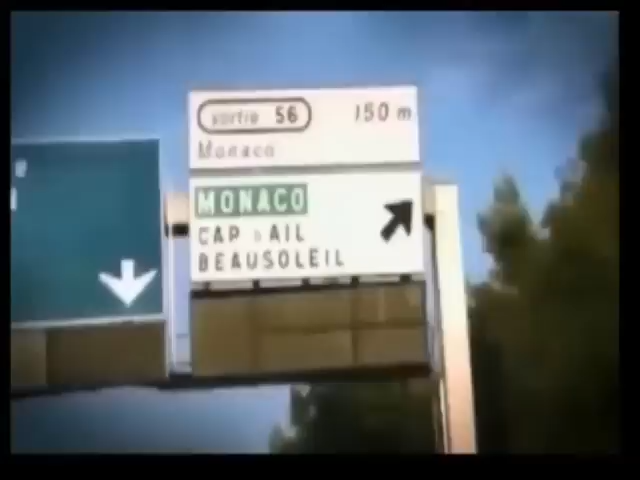 sortie 56 150 m
Monaco
MONACO
CAP d AIL
BEAUSOLEIL